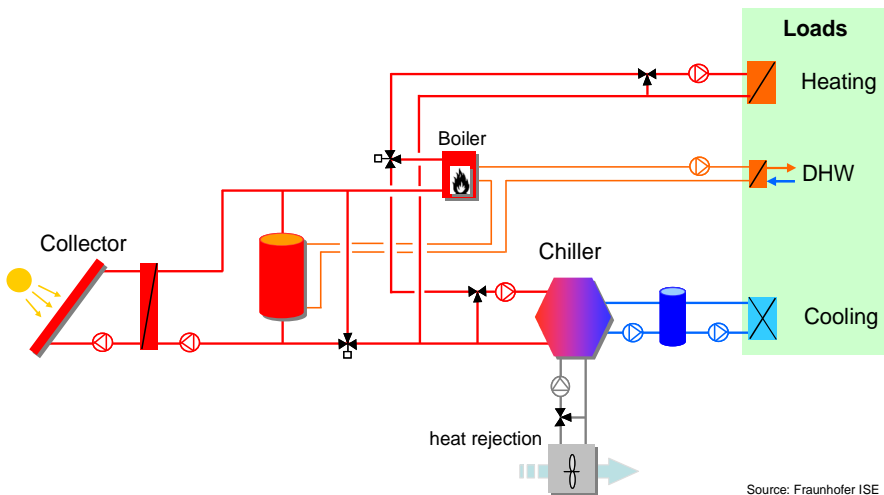 Loads
Heating
Boiler
DHW
Collector
Chiller
Cooling
heat rejection
Source: Fraunhofer ISE